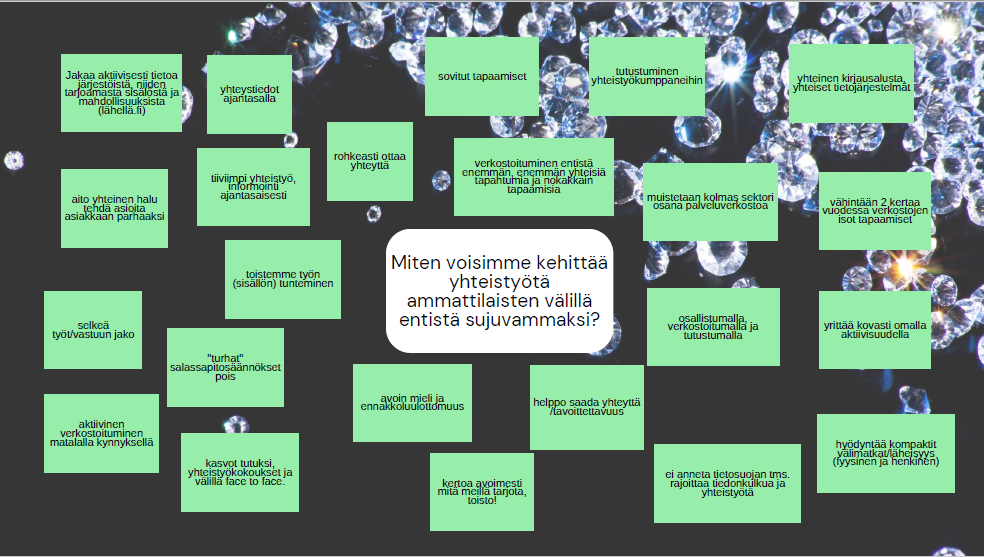 Jakaa aktiivisesti tietoa
järjestöistä, niiden
tarjoamasta sisälöstä ja
mahdollisuuksista
(lähellä.fi)
yhteystiedot
ajantasalla
sovitut tapaamiset
tutustuminen
yhteistyökumppaneihin
yhteinen kirjausalusta,
yhteiset tietojärjestelmät
rohkeasti ottaa
yhteyttä
tiiviimpi yhteistyö,
informointi
ajantasaisesti
verkostoituminen entistä
enemmän, enemmän yhteisiä
tapahtumia ja nokakkain
tapaamisia
aito yhteinen halu
tehdä asioita
asiakkaan parhaaksi
muistetaan kolmas sektori
osana palveluverkostoa
vähintään 2 kertaa
vuodessa verkostojen
isot tapaamiset
toistemme työn
(sisällön) tunteminen
Miten voisimme kehittää
yhteistyötä
ammattilaisten välillä
entistä sujuvammaksi?
selkeä
työt/vastuun jako
osallistumalla,
verkostoitumalla ja
tutustumalla
yrittää kovasti omalla
aktiivisuudella
"turhat"
salassapitosäännökset
pois
avoin mieli ja
ennakkoluulottomuus
helppo saada yhteyttä
/tavoitettavuus
aktiivinen
verkostoituminen
matalalla kynnyksellä
kasvot tutuksi,
yhteistyökokoukset ja
välillä face to face.
kertoa avoimesti
mitä meillä tarjota,
toisto!
ei anneta tietosuojan tms.
rajoittaa tiedonkulkua ja
yhteistyötä
hyödyntää kompaktit
välimatkat/läheisyys
(fyysinen ja henkinen)